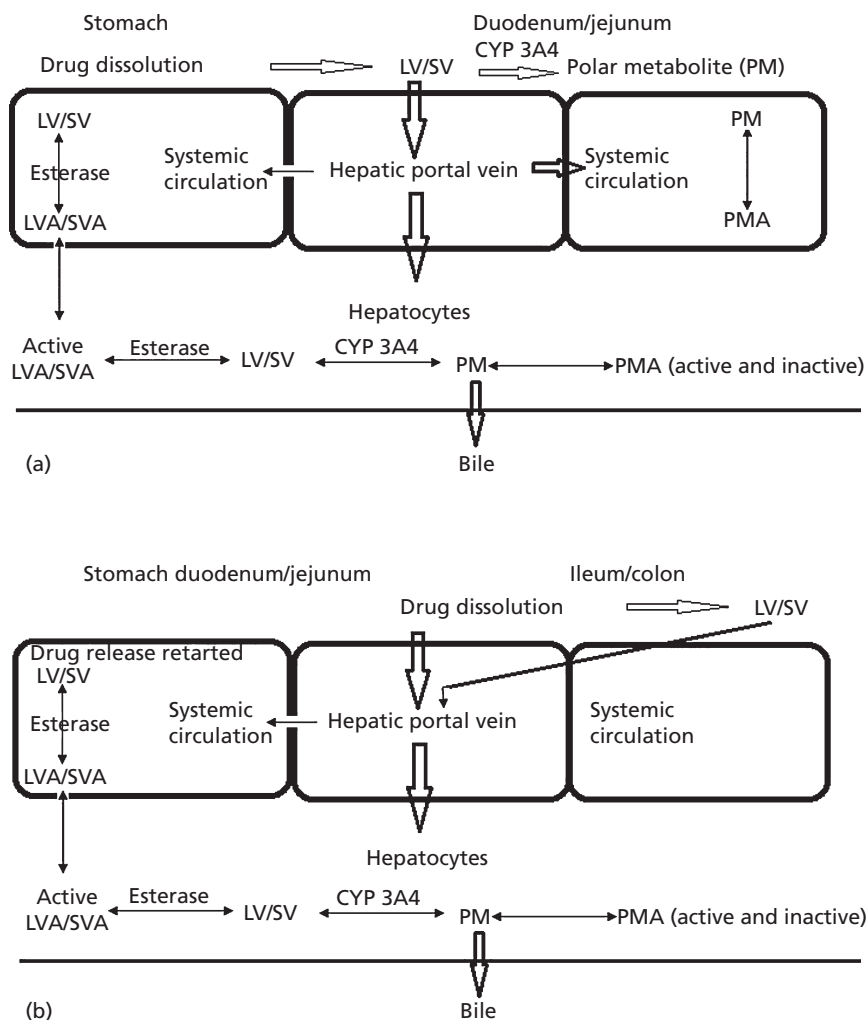 Stomach
Duodenum/jejunum
CYP 3A4
Drug dissolution
LV/SV
Polar metabolite (PM)
LV/SV
Esterase
LVA/SVA
Systemic
circulation
Hepatic portal vein
Systemic
circulation
PM
PMA
Hepatocytes
Active
LVA/SVA
Esterase
LV/SV
CYP 3A4
PM
PMA (active and inactive)
Bile
(a)
Stomach duodenum/jejunum
Ileum/colon
Drug dissolution
LV/SV
Drug release retarted
LV/SV
Esterase
LVA/SVA
Systemic
circulation
Hepatic portal vein
Systemic
circulation
Hepatocytes
Active
LVA/SVA
Esterase
LV/SV
CYP 3A4
PM
PMA (active and inactive)
Bile
(b)